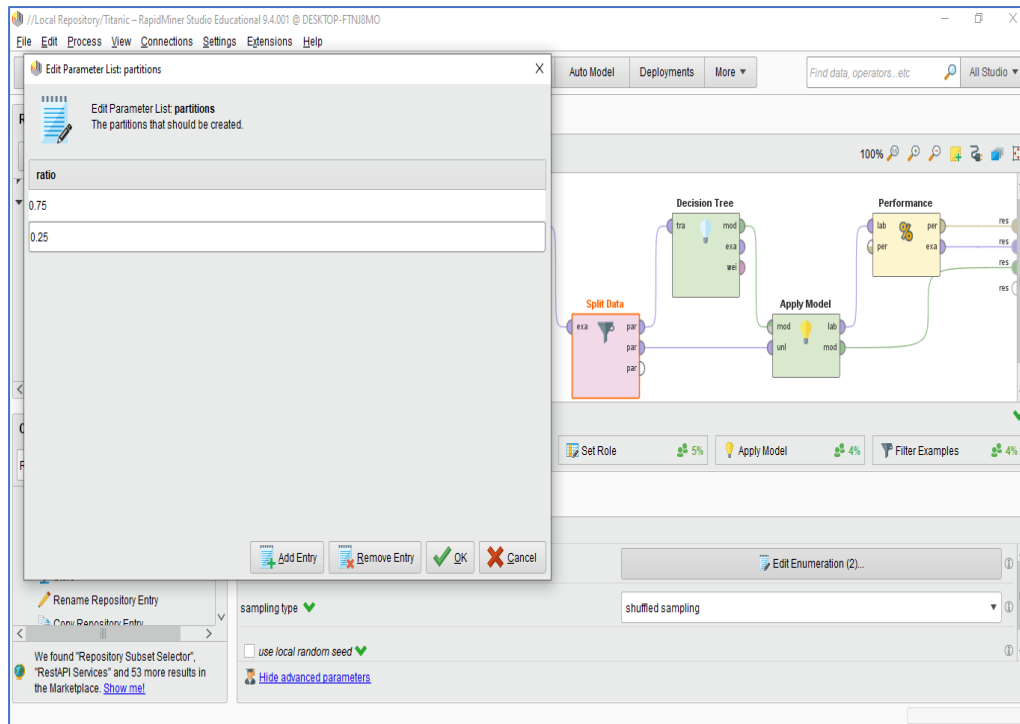 //Local Repository/Titanic – RapidMiner Studio Educational 9.4.001 @ DESKTOP-FTNJ8MO
File Edit Process View Connections Settings Extensions Help
Edit Parameter List: partitions
Auto Model
Deployments
More
Find data, operators...etc
All Studio
Edit Parameter List: partitions
The partitions that should be created.
ratio
0.75
0.25
100%
Decision Tree
tra
mod
exa
wei
Performance
lab
per
per
exa
res
res
res
res
Split Data
exa
par
par
par
Apply Model
mod
lab
unl
mod
Set Role
5%
Apply Model
4%
Filter Examples
4%
Add Entry
Remove Entry
OK
Cancel
Edit Enumeration (2)...
Rename Repository Entry
Copy Repository Entry
sampling type
shuffled sampling
use local random seed
Hide advanced parameters
We found "Repository Subset Selector",
"RestAPI Services" and 53 more results in
the Marketplace. Show me!